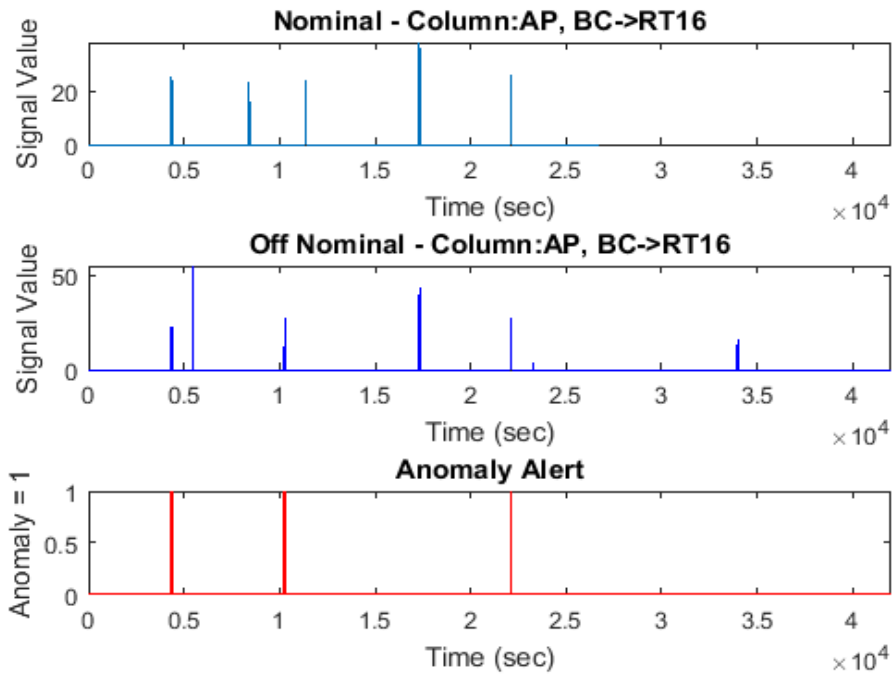 Nominal - Column:AP, BC->RT16
Signal Value
20
0
0 0.5 1 1.5 2 2.5 3 3.5 4
Time (sec)
×10^4
Off Nominal - Column:AP, BC->RT16
Signal Value
50
0
0 0.5 1 1.5 2 2.5 3 3.5 4
Time (sec)
×10^4
Anomaly Alert
Anomaly = 1
1
0.5
0
0 0.5 1 1.5 2 2.5 3 3.5 4
Time (sec)
×10^4